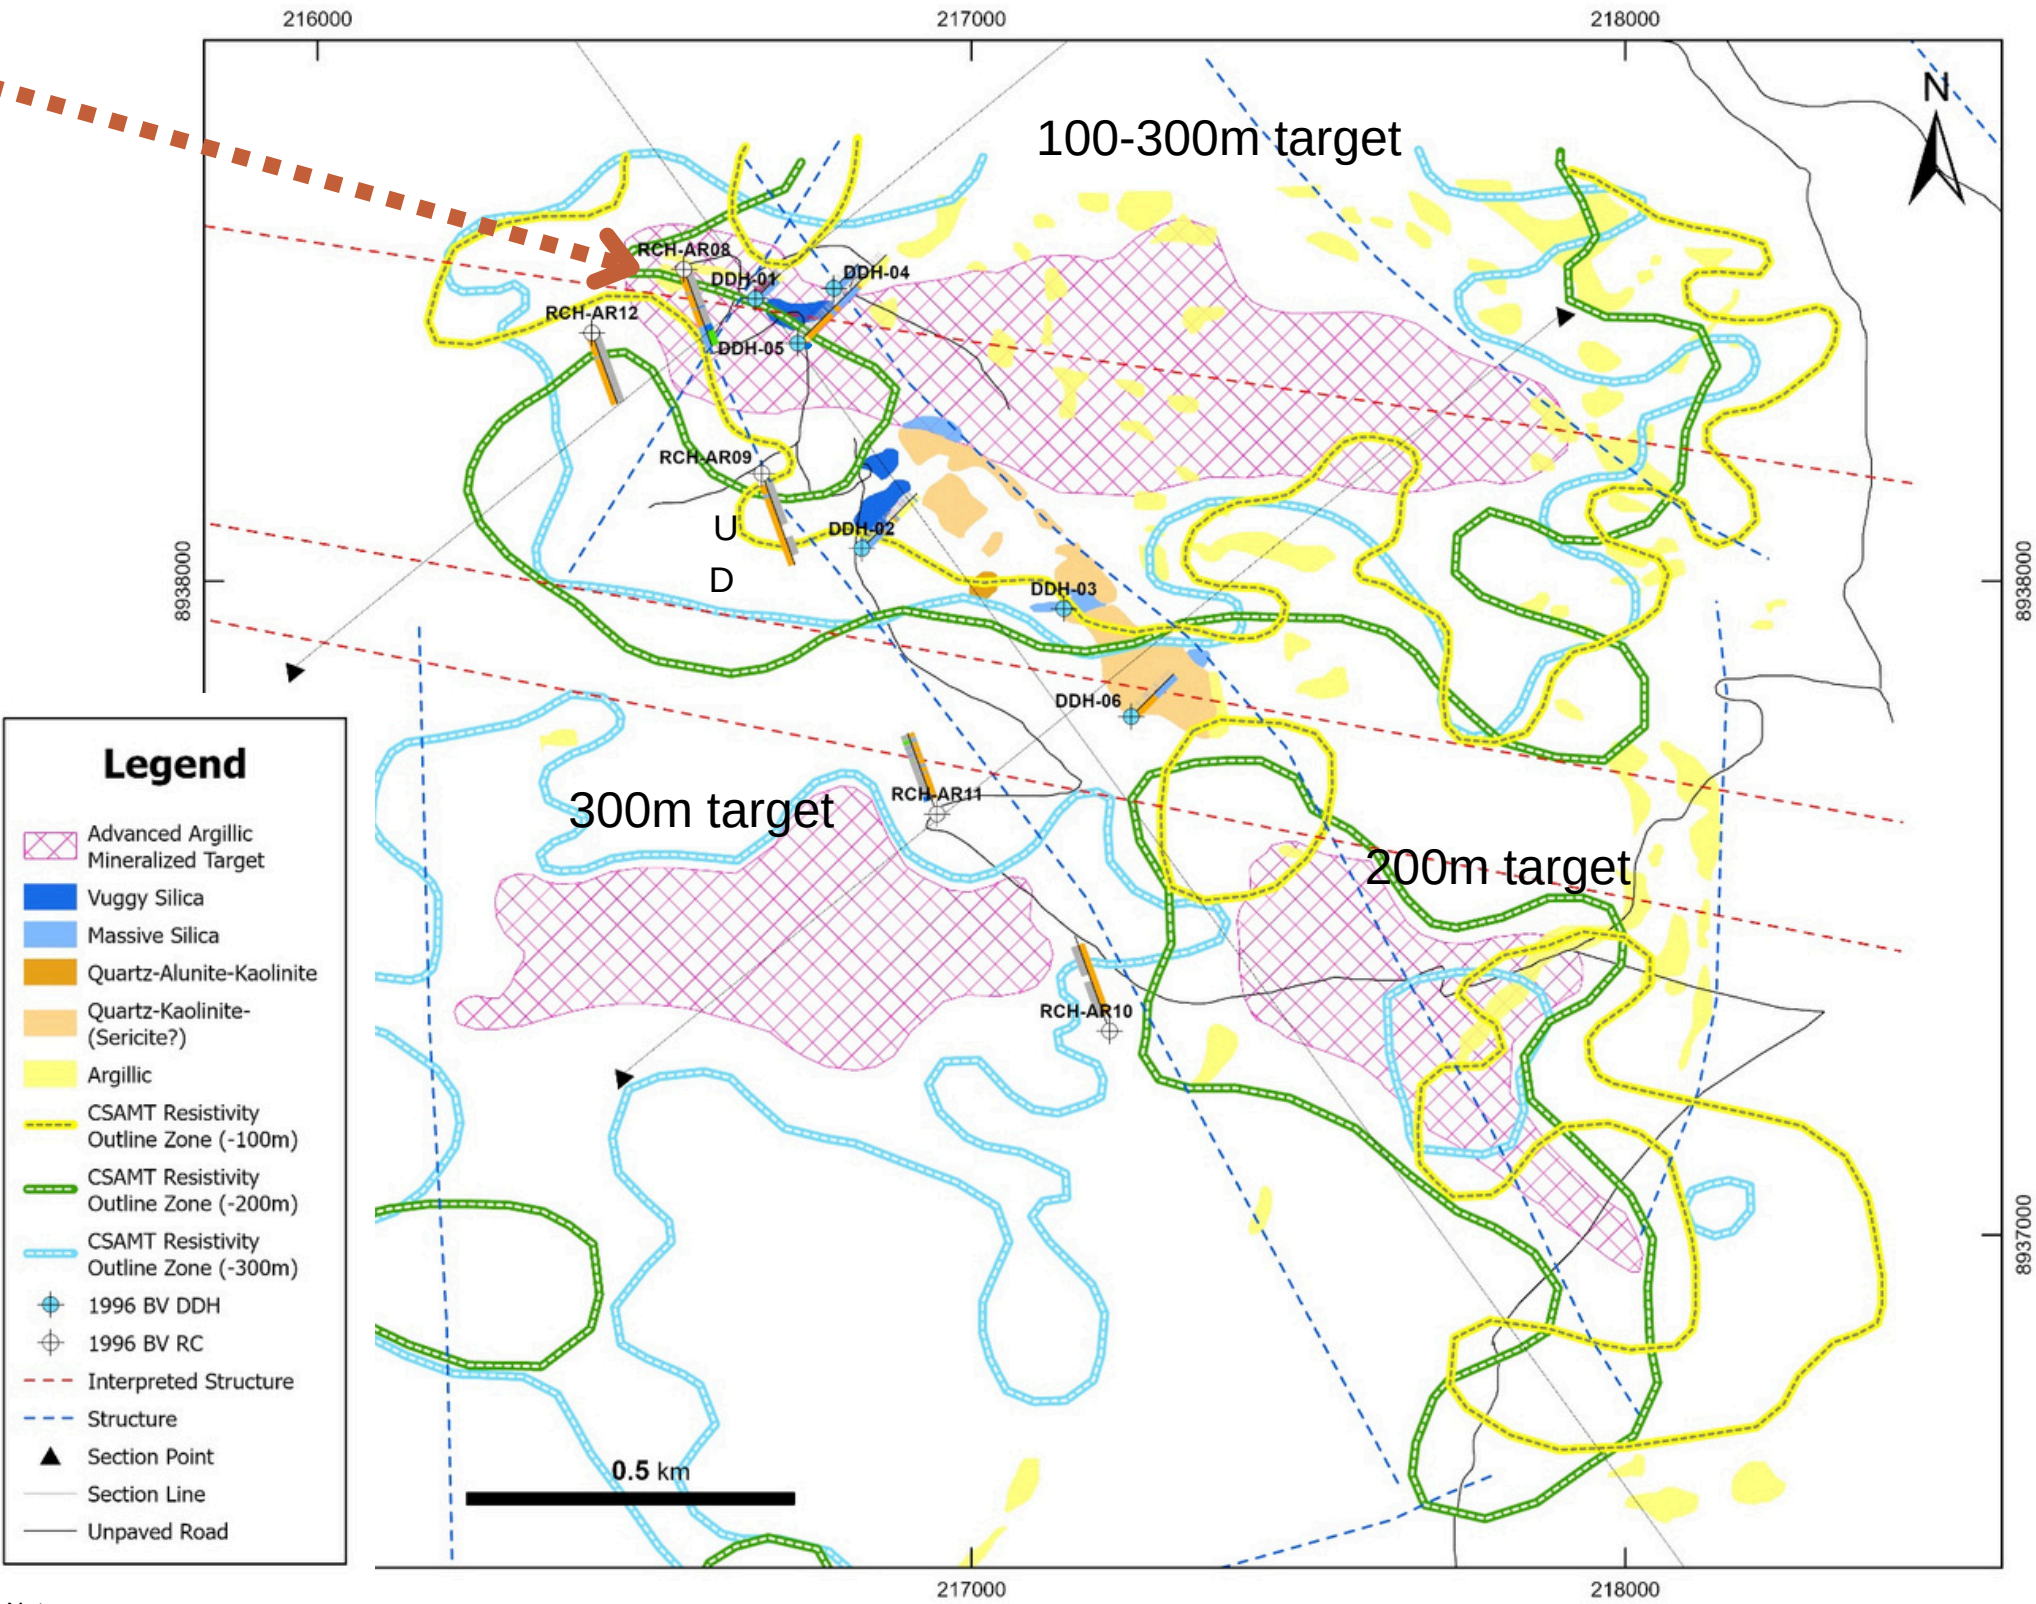 216000
217000
218000
N
100-300m target
RCH-AR08
DDH-01
DDH-04
RCH-AR12
DDH-05
RCH-AR09
U
DDH-02
D
8938000
8938000
DDH-03
DDH-06
RCH-AR11
300m target
200m target
RCH-AR10
Legend
Advanced Argillic
Mineralized Target
Vuggy Silica
Massive Silica
Quartz-Alunite-Kaolinite
Quartz-Kaolinite-
(Sericite?)
Argillic
CSAMT Resistivity
Outline Zone (-100m)
CSAMT Resistivity
Outline Zone (-200m)
CSAMT Resistivity
Outline Zone (-300m)
1996 BV DDH
1996 BV RC
Interpreted Structure
Structure
Section Point
Section Line
Unpaved Road
8937000
0.5 km
217000
218000